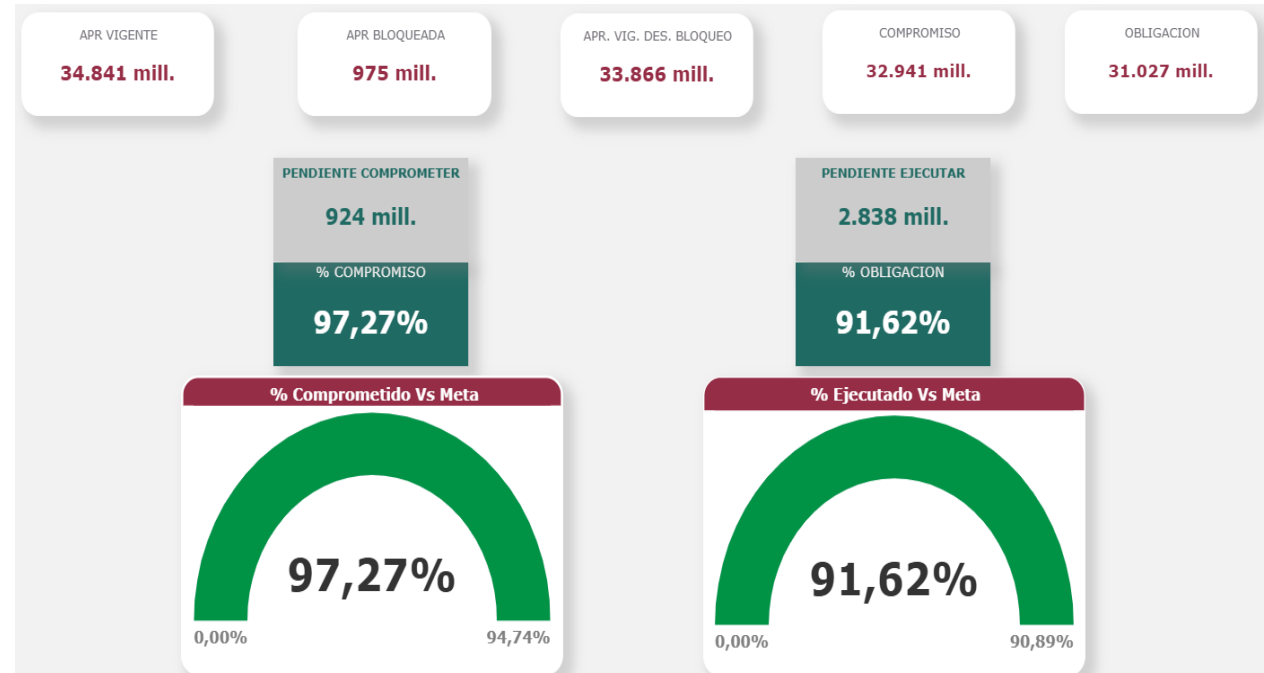 APR VIGENTE
34.841 mill.
APR BLOQUEADA
975 mill.
APR. VIG. DES. BLOQUEO
33.866 mill.
COMPROMISO
32.941 mill.
OBLIGACION
31.027 mill.
PENDIENTE COMPROMETER
924 mill.
% COMPROMISO
97,27%
PENDIENTE EJECUTAR
2.838 mill.
% OBLIGACION
91,62%
% Comprometido Vs Meta
97,27%
0,00%
94,74%
% Ejecutado Vs Meta
91,62%
0,00%
90,89%